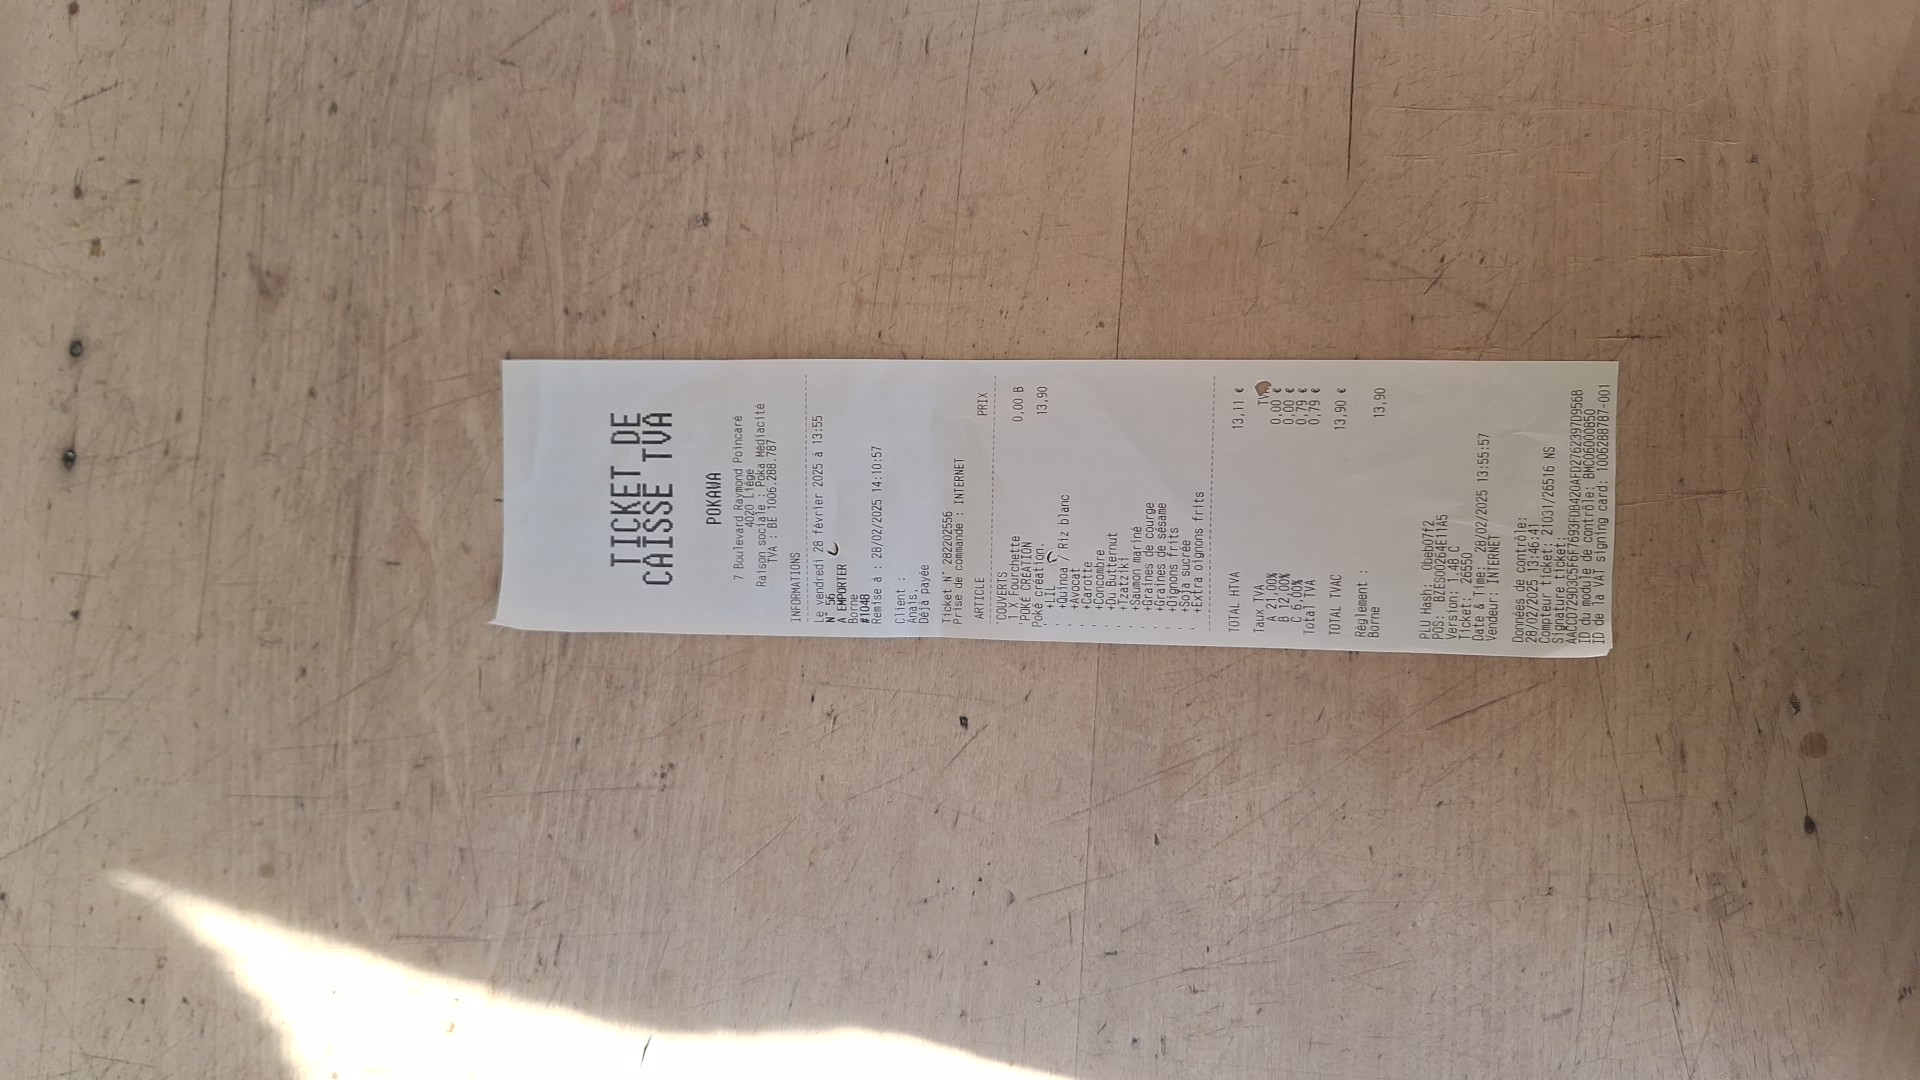 TICKET DE
CAISSE TVA
POKAWA
7 Boulevard Raymond Poincaré
4020 Liège
Raison sociale : Poka Médiacité
TVA : BE 1006.288.787
INFORMATIONS
Le vendredi 28 février 2025 à 13:55
N° 56
A EMPORTER
Borne
#1048
Remise à : 28/02/2025 14:10:57
Client :
Anaïs,
Déjà payée
Ticket N° 282202556
Prise de commande : INTERNET
ARTICLE PRIX
*COUVERTS
1 X Fourchette 0,00 B
*POKÉ CRÉATION
Poké création. 13,90
. +LIL
. +Quinoa / Riz blanc
. +Avocat
. +Carotte
. +Concombre
. +Du Butternut
. +Tzatziki
. +Saumon mariné
. +Graines de courge
. +Graines de sésame
. +Oignons frits
. +Soja sucrée
. +Extra oignons frits
TOTAL HTVA 13,11 €
Taux TVA
A 21,00% 0,00 €
B 12,00% 0,00 €
C 6,00% 0,79 €
Total TVA 0,79 €
TOTAL TVAC 13,90 €
Règlement :
Borne 13,90
PLU Hash: 0beb07f2
POS: BZES00264E11A5
Version: 1.48 C
Ticket: 26550
Date & Time: 28/02/2025 13:55:57
Vendeur: INTERNET
Données de contrôle:
28/02/2025 13:46:41
Compteur ticket: 21031/26516 NS
Signature ticket:
ID du module de contrôle: BMC06000850
ID de la VAT signing card: 1006288787-001